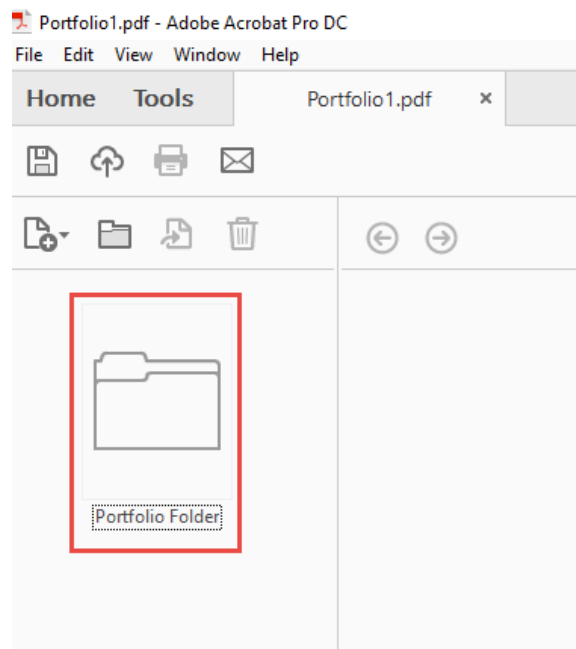 Portfolio1.pdf - Adobe Acrobat Pro DC
File Edit View Window Help
Home Tools Portfolio1.pdf ×
Portfolio Folder